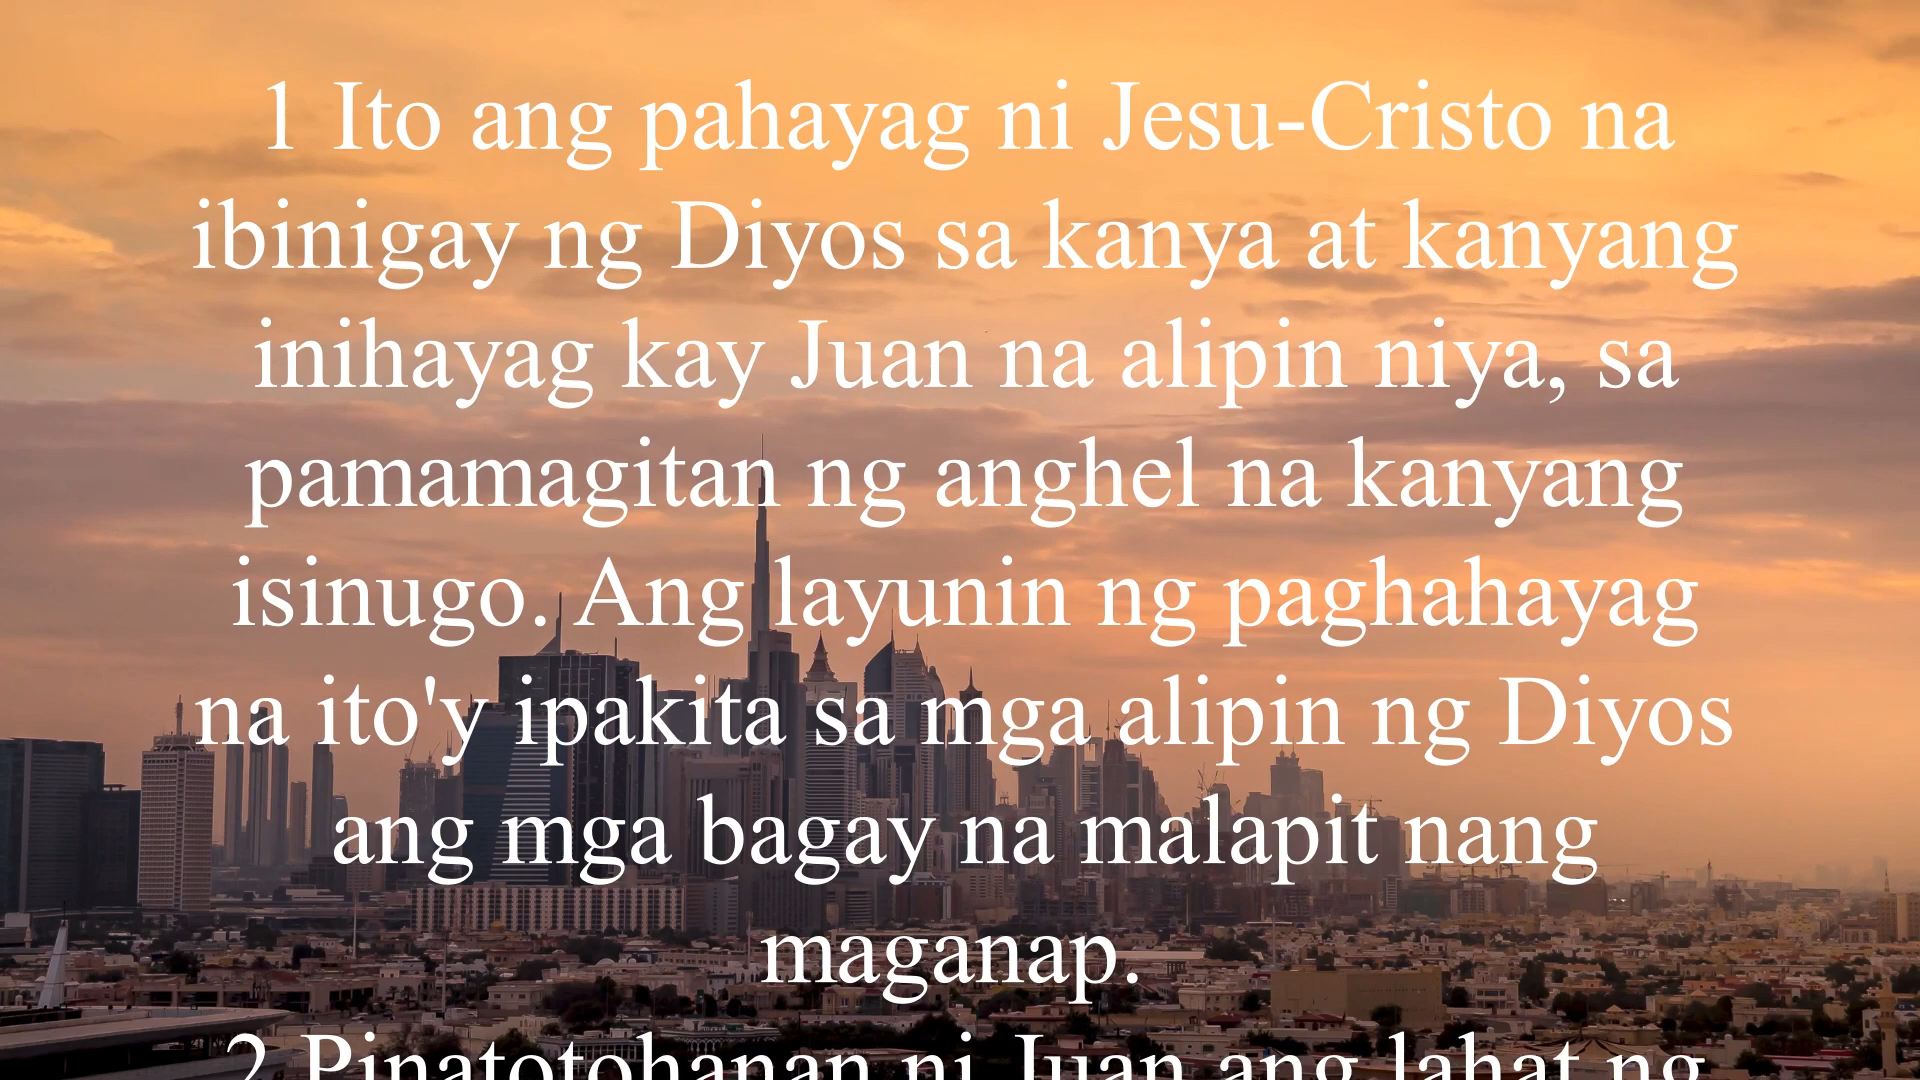 1 Ito ang pahayag ni Jesu-Cristo na
ibinigay ng Diyos sa kanya at kanyang
inihayag kay Juan na alipin niya, sa
pamamagitan ng anghel na kanyang
isinugo. Ang layunin ng paghahayag
na ito'y ipakita sa mga alipin ng Diyos
ang mga bagay na malapit nang
maganap.
2 Pinatotohanan ni Juan ang lahat ng